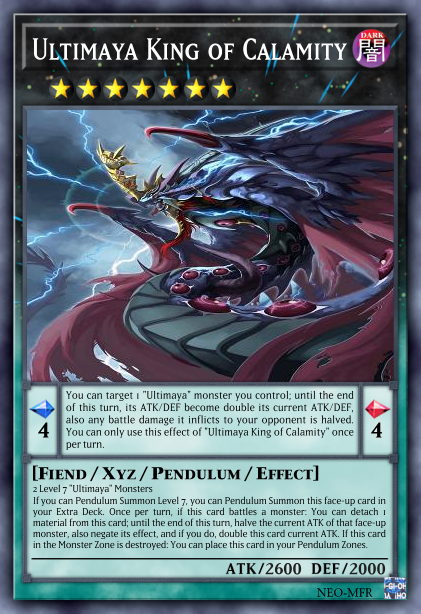 ULTIMAYA KING OF CALAMITY
DARK
闇
You can target 1 "Ultimaya" monster you control; until the end
of this turn, its ATK/DEF become double its current ATK/DEF,
also any battle damage it inflicts to your opponent is halved.
You can only use this effect of "Ultimaya King of Calamity" once
per turn.
4
4
[FIEND / XYZ / PENDULUM / EFFECT]
2 Level 7 "Ultimaya" Monsters
If you can Pendulum Summon Level 7, you can Pendulum Summon this face-up card in
your Extra Deck. Once per turn, if this card battles a monster: You can detach 1
material from this card; until the end of this turn, halve the current ATK of that face-up
monster, also negate its effect, and if you do, double this card current ATK. If this card
in the Monster Zone is destroyed: You can place this card in your Pendulum Zones.
ATK/2600 DEF/2000
NEO-MFR